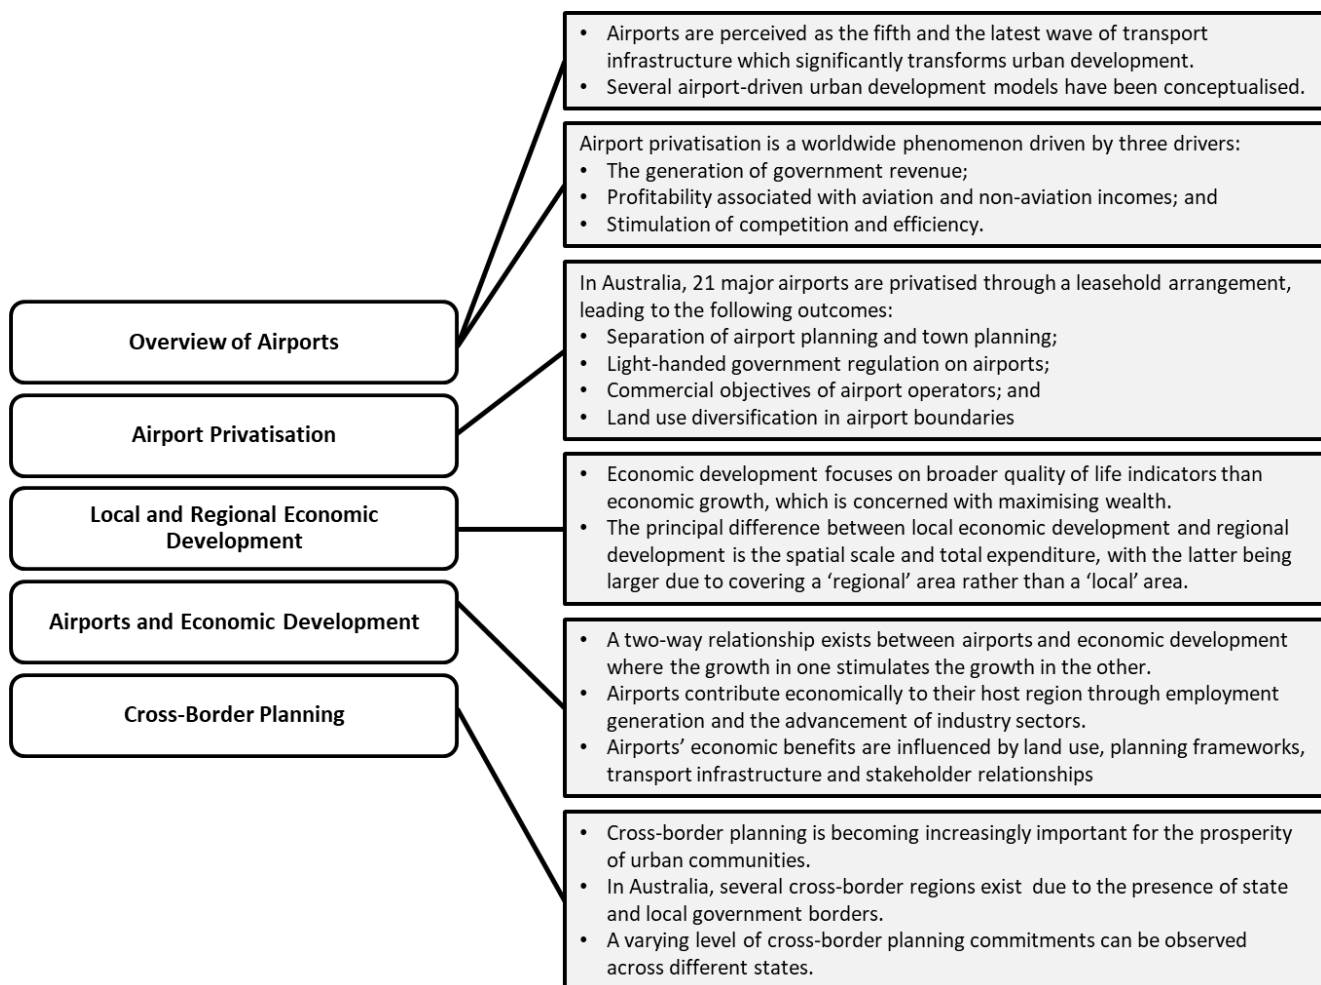 Overview of Airports
Airport Privatisation
Local and Regional Economic
Development
Airports and Economic Development
Cross-Border Planning
• Airports are perceived as the fifth and the latest wave of transport
infrastructure which significantly transforms urban development.
• Several airport-driven urban development models have been conceptualised.
Airport privatisation is a worldwide phenomenon driven by three drivers:
• The generation of government revenue;
• Profitability associated with aviation and non-aviation incomes; and
• Stimulation of competition and efficiency.
In Australia, 21 major airports are privatised through a leasehold arrangement,
leading to the following outcomes:
• Separation of airport planning and town planning;
• Light-handed government regulation on airports;
• Commercial objectives of airport operators; and
• Land use diversification in airport boundaries
• Economic development focuses on broader quality of life indicators than
economic growth, which is concerned with maximising wealth.
• The principal difference between local economic development and regional
development is the spatial scale and total expenditure, with the latter being
larger due to covering a ‘regional’ area rather than a ‘local’ area.
• A two-way relationship exists between airports and economic development
where the growth in one stimulates the growth in the other.
• Airports contribute economically to their host region through employment
generation and the advancement of industry sectors.
• Airports’ economic benefits are influenced by land use, planning frameworks,
transport infrastructure and stakeholder relationships
• Cross-border planning is becoming increasingly important for the prosperity
of urban communities.
• In Australia, several cross-border regions exist due to the presence of state
and local government borders.
• A varying level of cross-border planning commitments can be observed
across different states.